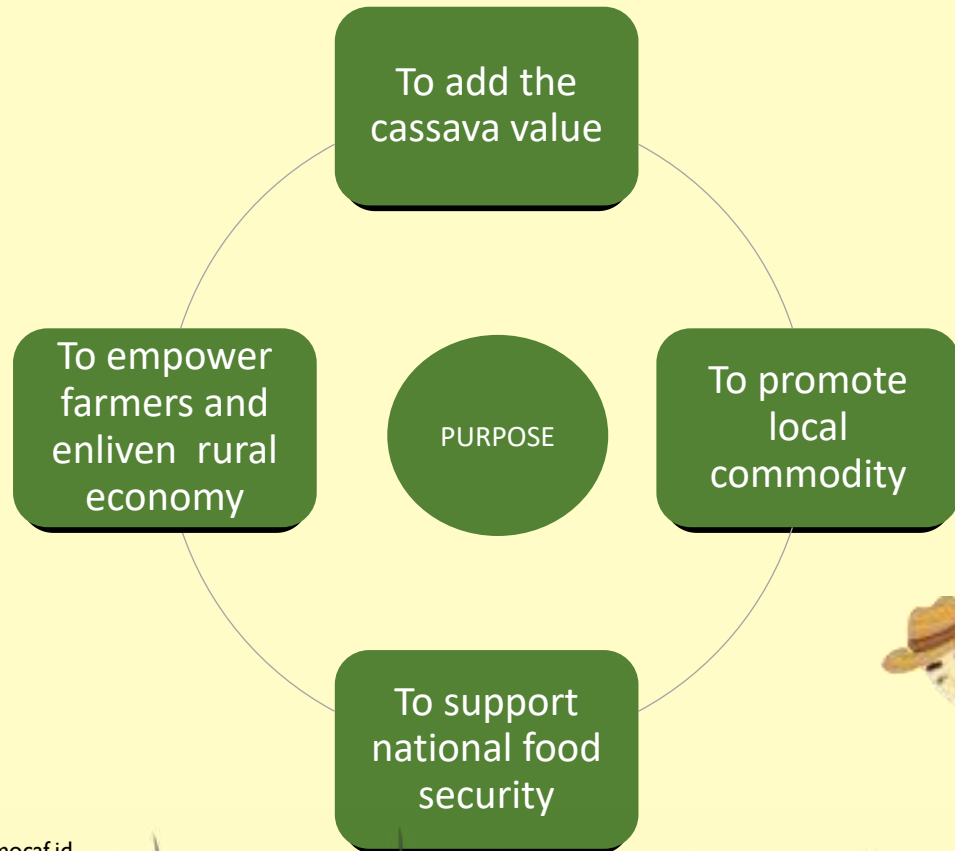 To add the
cassava value
To empower
farmers and
enliven rural
economy
PURPOSE
To promote
local
commodity
To support
national food
security